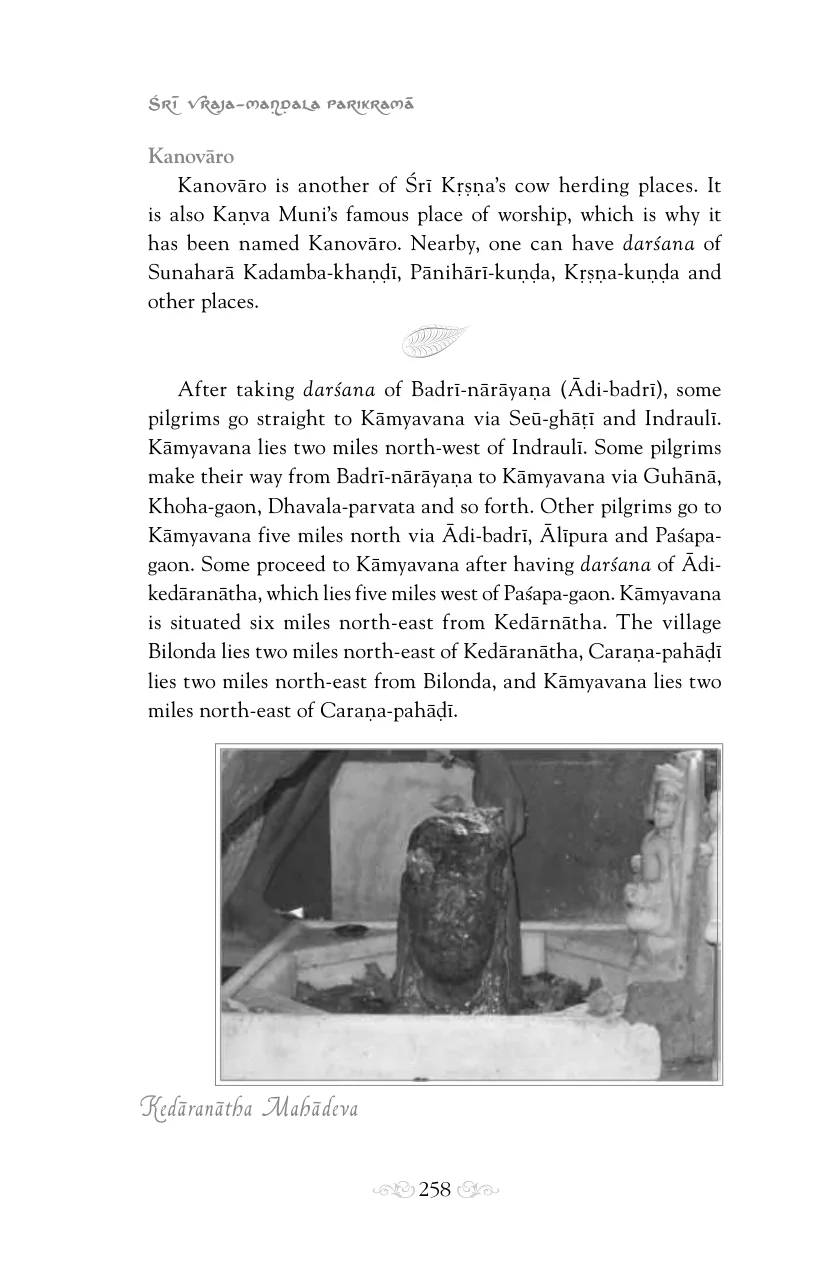 Śrī Vraja-maṇḍala Parikramā
Kanovāro
Kanovāro is another of Śrī Kṛṣṇa’s cow herding places. It
is also Kaṇva Muni’s famous place of worship, which is why it
has been named Kanovāro. Nearby, one can have darśana of
Sunaharā Kadamba-khaṇḍī, Pānihārī-kuṇḍa, Kṛṣṇa-kuṇḍa and
other places.
After taking darśana of Badrī-nārāyaṇa (Ādi-badrī), some
pilgrims go straight to Kāmyavana via Seū-ghāṭī and Indraulī.
Kāmyavana lies two miles north-west of Indraulī. Some pilgrims
make their way from Badrī-nārāyaṇa to Kāmyavana via Guhānā,
Khoha-gaon, Dhavala-parvata and so forth. Other pilgrims go to
Kāmyavana five miles north via Ādi-badrī, Ālīpura and Paśapa-
gaon. Some proceed to Kāmyavana after having darśana of Ādi-
kedāranātha, which lies five miles west of Paśapa-gaon. Kāmyavana
is situated six miles north-east from Kedārnātha. The village
Bilonda lies two miles north-east of Kedāranātha, Caraṇa-pahāḍī
lies two miles north-east from Bilonda, and Kāmyavana lies two
miles north-east of Caraṇa-pahāḍī.
Kedāranātha Mahādeva
258